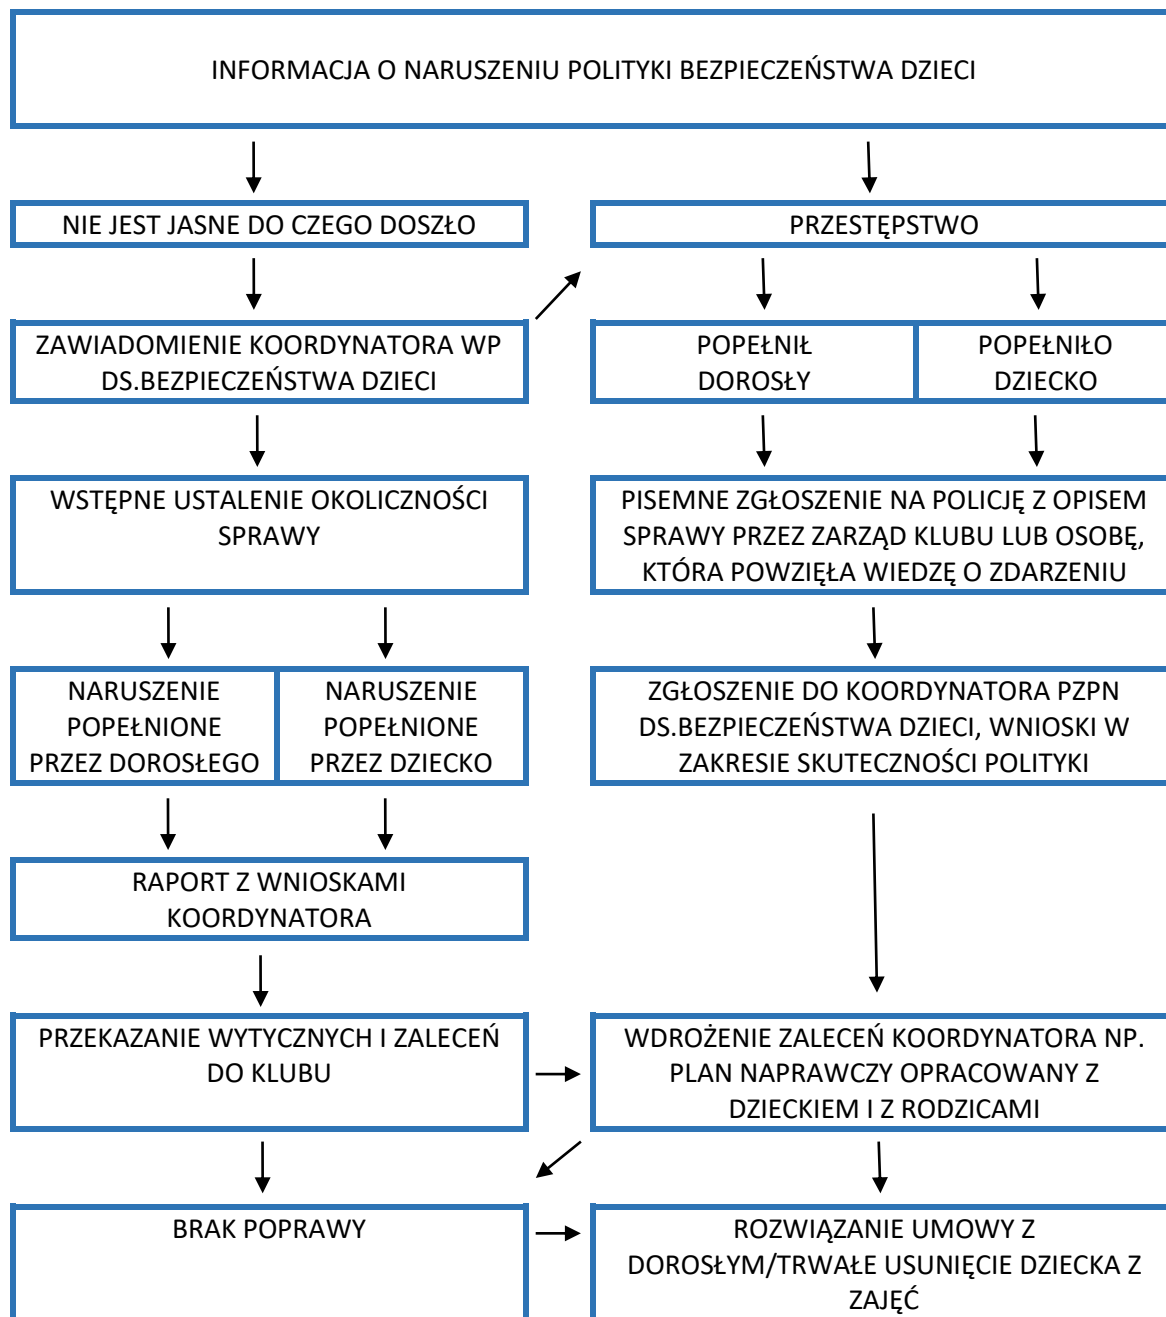 INFORMACJA O NARUSZENIU POLITYKI BEZPIECZEŃSTWA DZIECI
NIE JEST JASNE DO CZEGO DOSZŁO
PRZESTĘPSTWO
ZAWIADOMIENIE KOORDYNATORA WP
DS.BEZPIECZEŃSTWA DZIECI
POPEŁNIŁ
DOROSŁY
POPEŁNIŁO
DZIECKO
WSTĘPNE USTALENIE OKOLICZNOŚCI
SPRAWY
PISEMNE ZGŁOSZENIE NA POLICJĘ Z OPISEM
SPRAWY PRZEZ ZARZĄD KLUBU LUB OSOBĘ,
KTÓRA POWZIĘŁA WIEDZĘ O ZDARZENIU
NARUSZENIE
POPEŁNIONE
PRZEZ DOROSŁEGO
NARUSZENIE
POPEŁNIONE
PRZEZ DZIECKO
ZGŁOSZENIE DO KOORDYNATORA PZPN
DS.BEZPIECZEŃSTWA DZIECI, WNIOSKI W
ZAKRESIE SKUTECZNOŚCI POLITYKI
RAPORT Z WNIOSKAMI
KOORDYNATORA
PRZEKAZANIE WYTYCZNYCH I ZALECEŃ
DO KLUBU
WDROŻENIE ZALECEŃ KOORDYNATORA NP.
PLAN NAPRAWCZY OPRACOWANY Z
DZIECKIEM I Z RODZICAMI
BRAK POPRAWY
ROZWIĄZANIE UMOWY Z
DOROSŁYM/TRWAŁE USUNIĘCIE DZIECKA Z
ZAJĘĆ